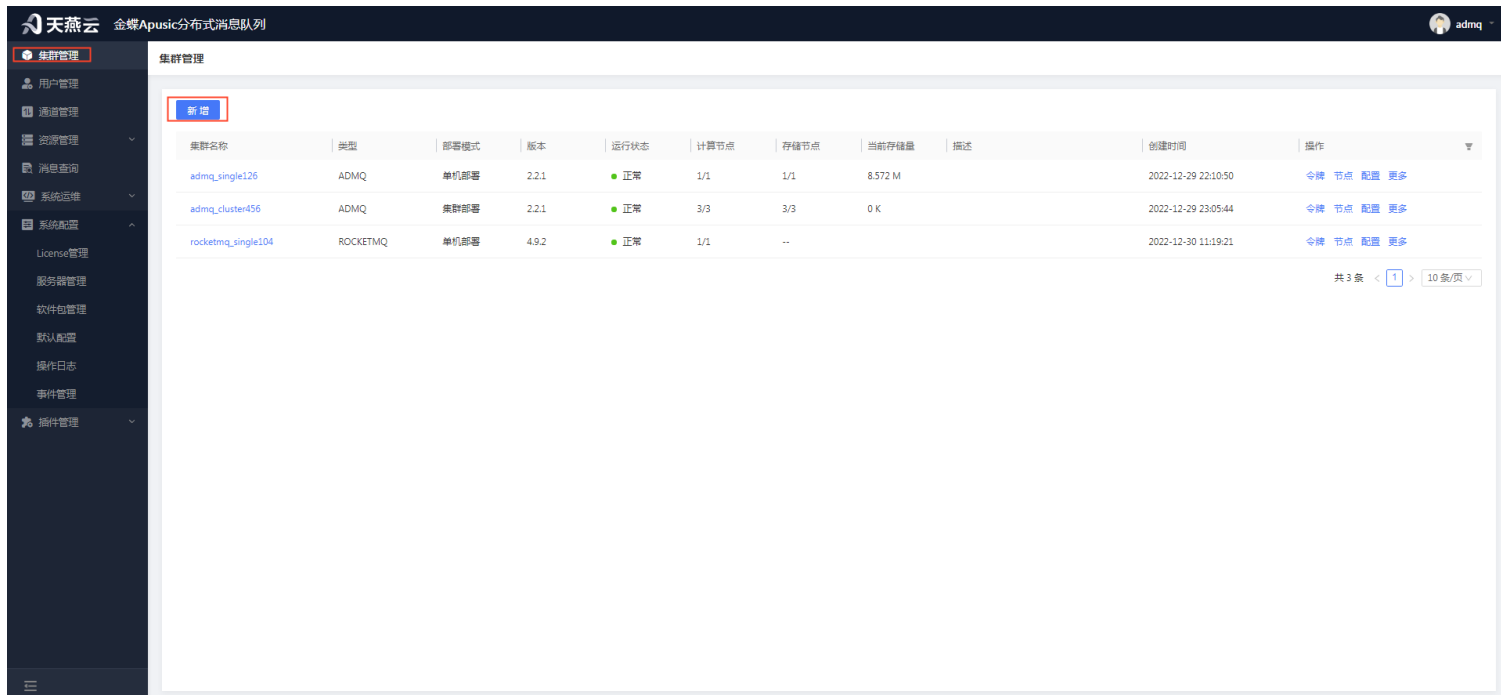 天燕云 金蝶Apusic分布式消息队列 admq
集群管理
用户管理
通道管理
资源管理
消息查询
系统运维
系统配置
License管理
服务器管理
软件包管理
默认配置
操作日志
事件管理
插件管理
集群管理
新 增
集群名称 类型 部署模式 版本 运行状态 计算节点 存储节点 当前存储量 描述 创建时间 操作
admq_single126 ADMQ 单机部署 2.2.1 正常 1/1 1/1 8.572 M 2022-12-29 22:10:50 令牌 节点 配置 更多
admq_cluster456 ADMQ 集群部署 2.2.1 正常 3/3 3/3 0 K 2022-12-29 23:05:44 令牌 节点 配置 更多
rocketmq_single104 ROCKETMQ 单机部署 4.9.2 正常 1/1 -- 2022-12-30 11:19:21 令牌 节点 配置 更多
共 3 条 < 1 > 10 条/页